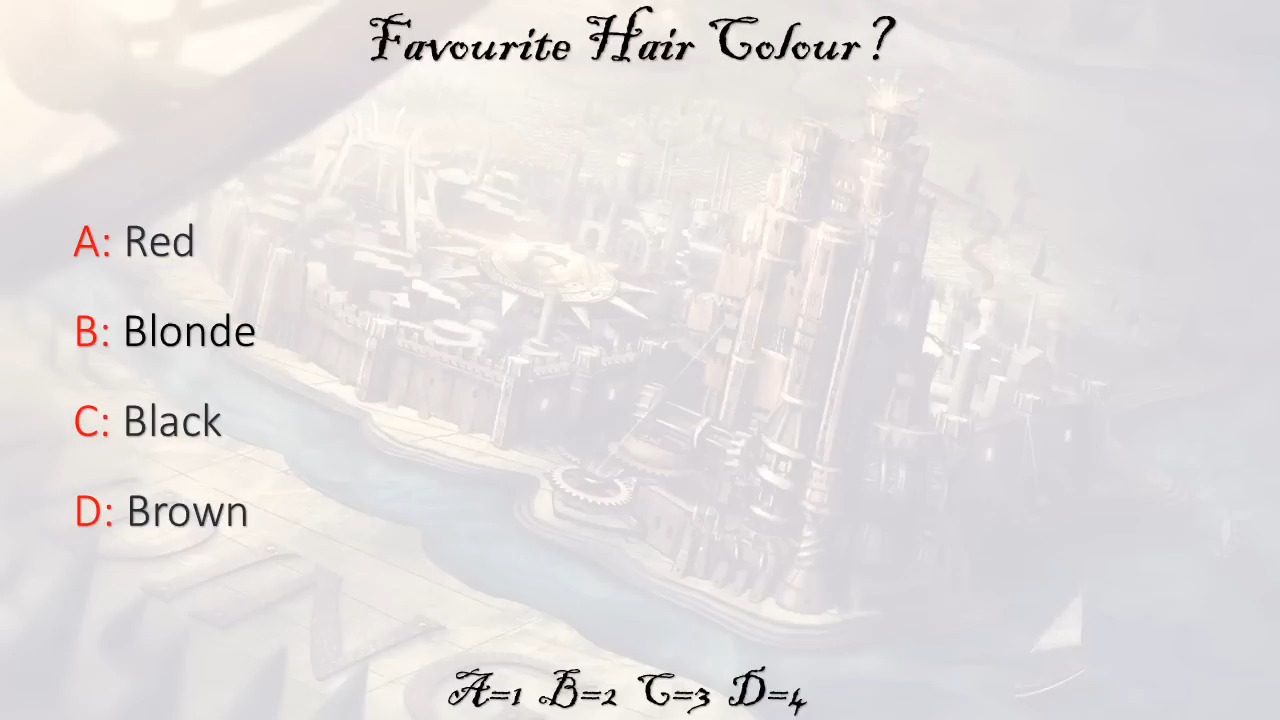 Favourite Hair Colour?
A: Red
B: Blonde
C: Black
D: Brown
A=1 B=2 C=3 D=4